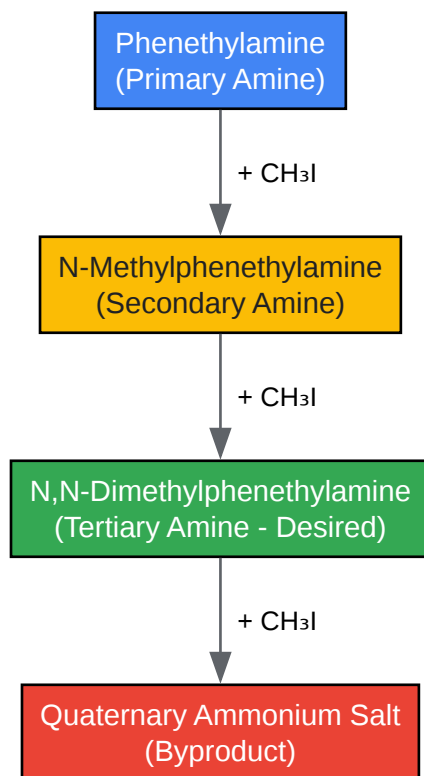 Phenethylamine
(Primary Amine)
+ CH₃I
N-Methylphenethylamine
(Secondary Amine)
+ CH₃I
N,N-Dimethylphenethylamine
(Tertiary Amine - Desired)
+ CH₃I
Quaternary Ammonium Salt
(Byproduct)